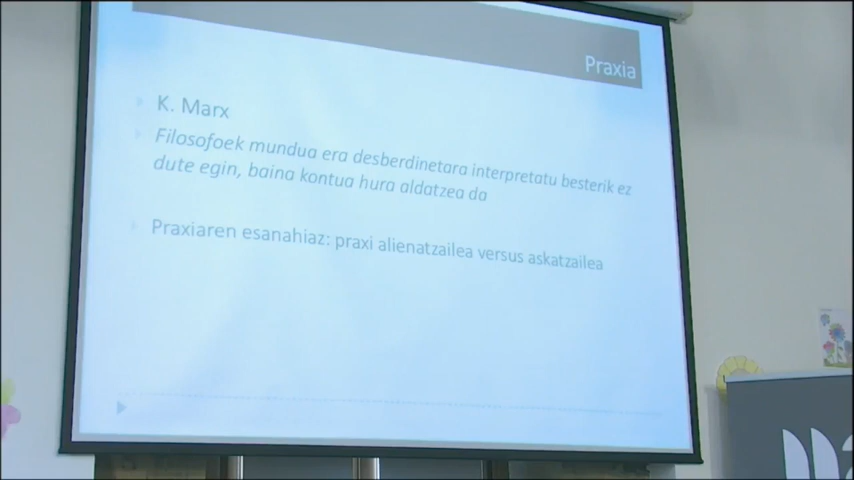 Praxia
K. Marx
Filosofoek mundua era desberdinetara interpretatu besterik ez
dute egin, baina kontua hura aldatzea da
Praxiaren esanahiaz: praxi alienatzailea versus askatzailea